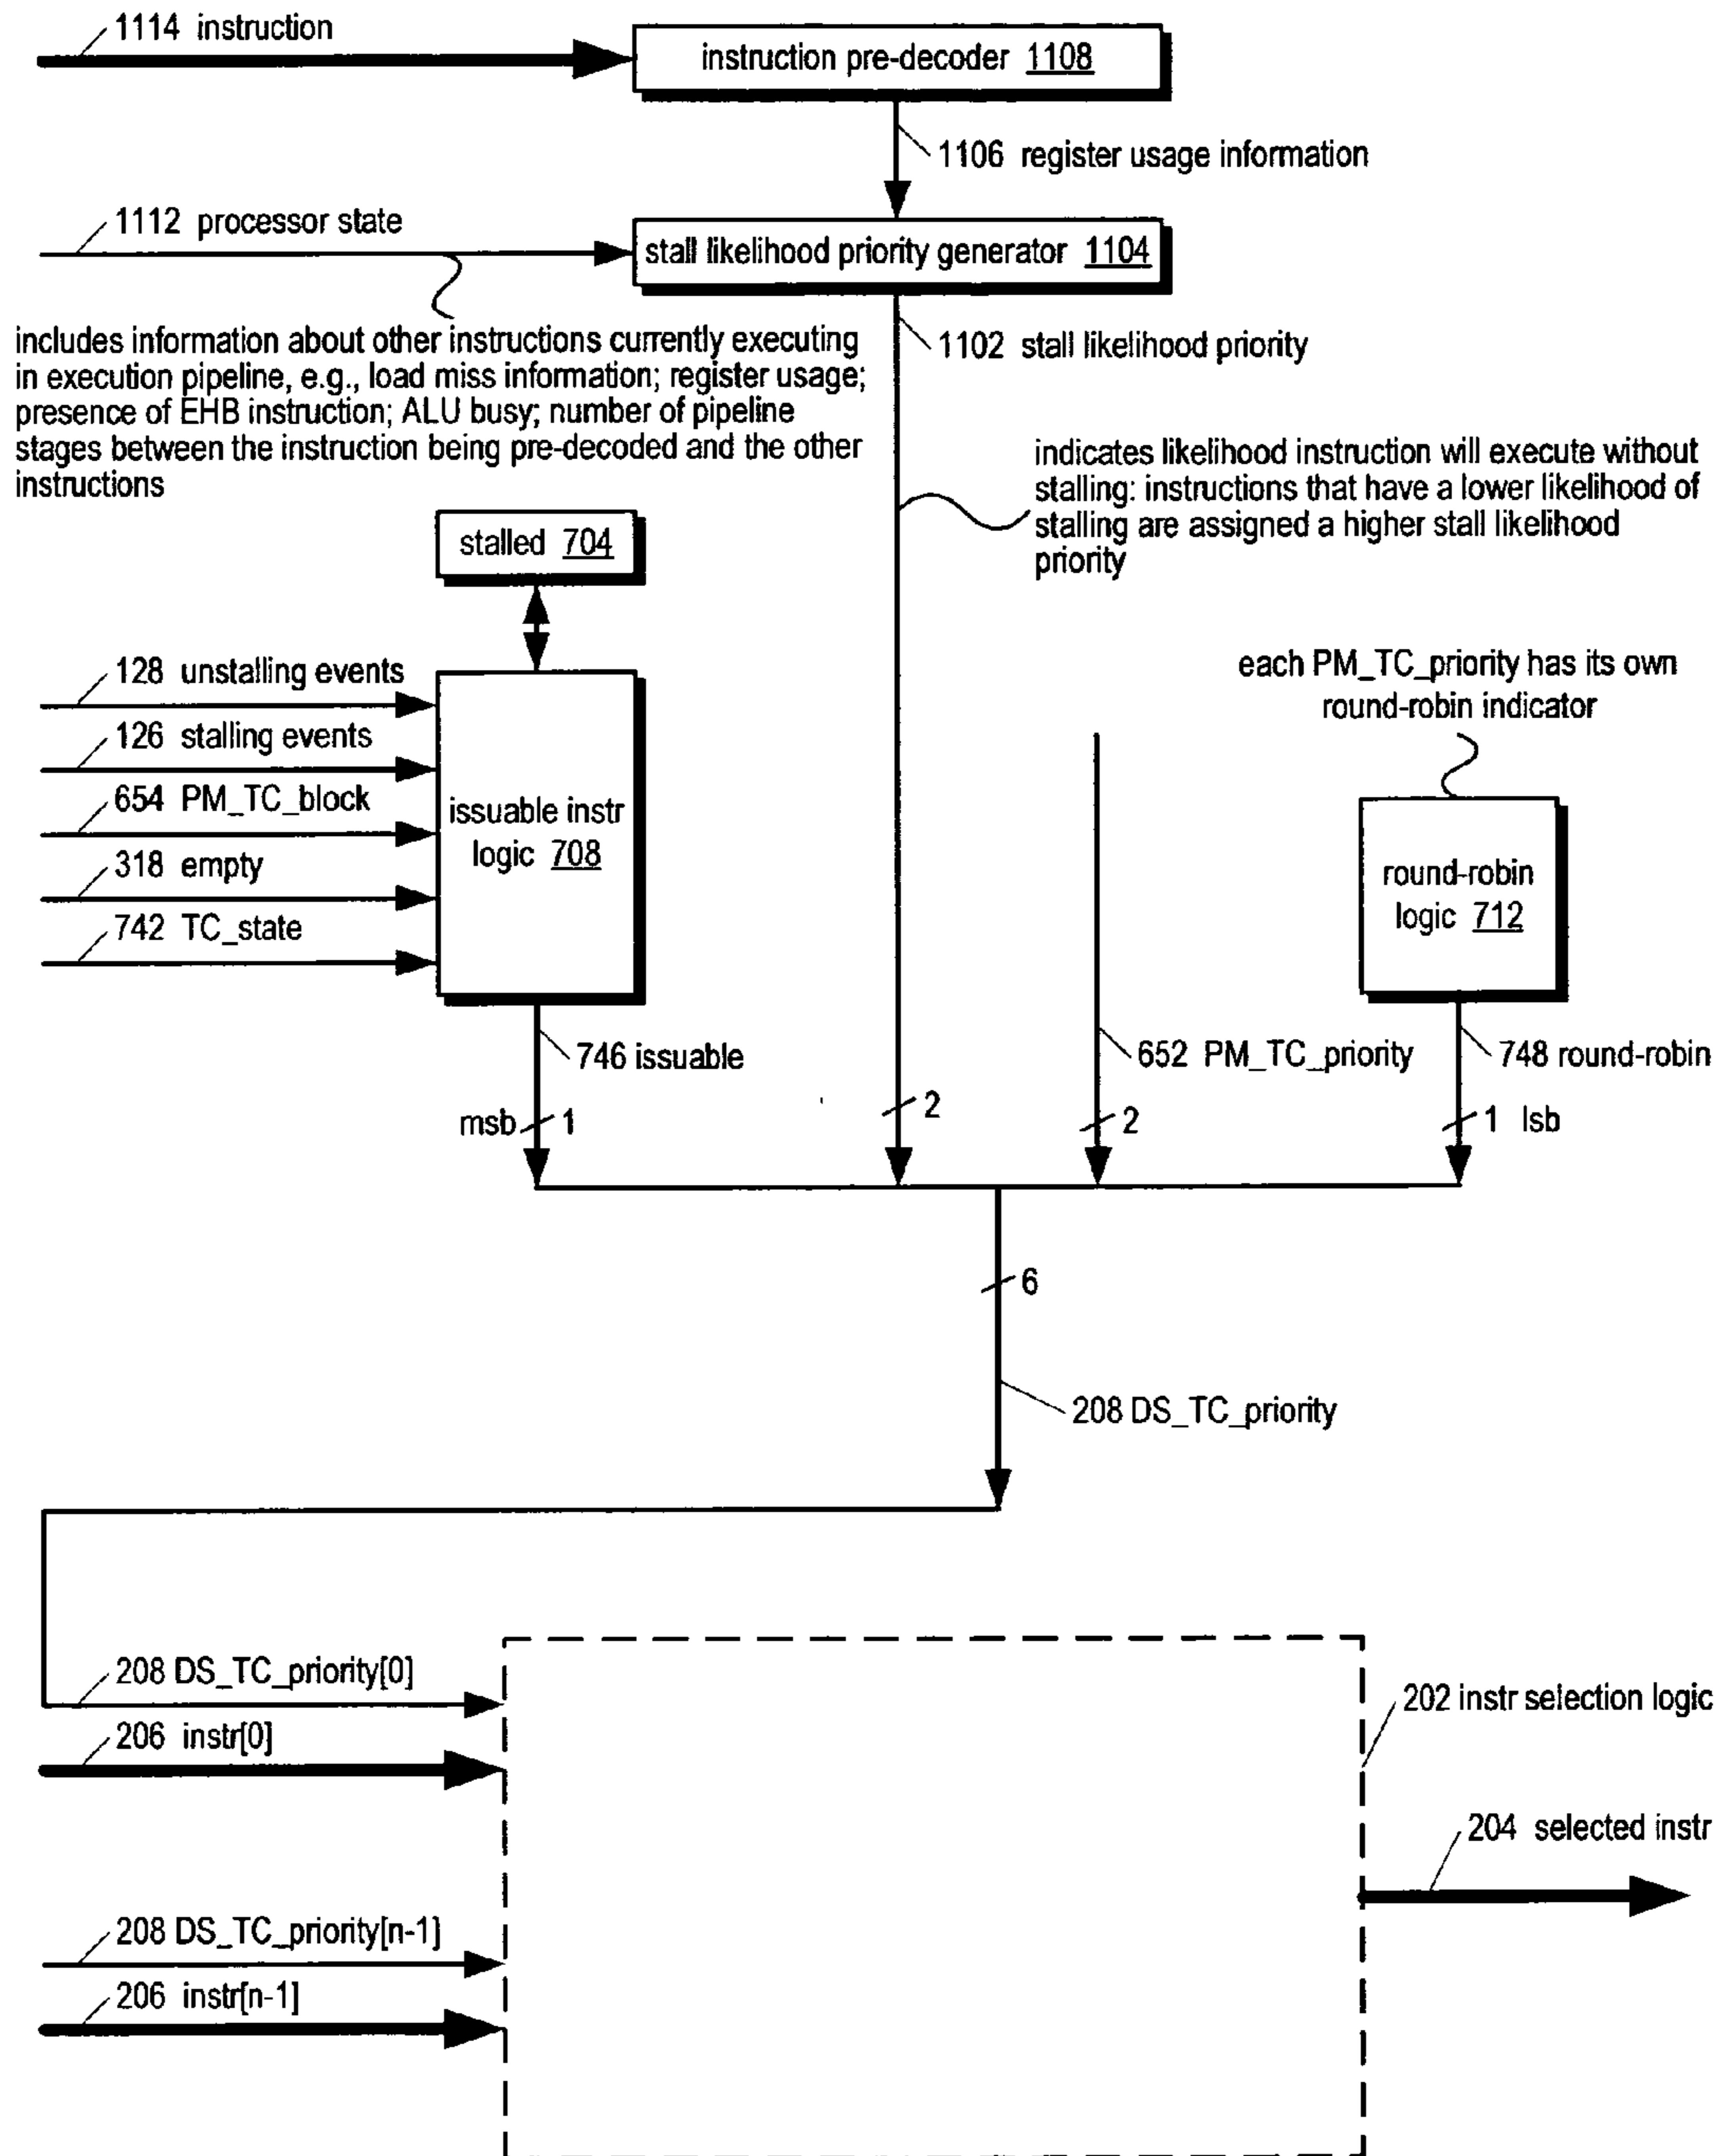 1114 instruction
instruction pre-decoder 1108
1106 register usage information
1112 processor state
stall likelihood priority generator 1104
includes information about other instructions currently executing
in execution pipeline, e.g., load miss information; register usage;
presence of EHB instruction; ALU busy; number of pipeline
stages between the instruction being pre-decoded and the other
instructions
1102 stall likelihood priority
indicates likelihood instruction will execute without
stalling: instructions that have a lower likelihood of
stalling are assigned a higher stall likelihood
priority
stalled 704
128 unstalling events
126 stalling events
654 PM_TC_block
318 empty
742 TC_state
issuable instr
logic 708
each PM_TC_priority has its own
round-robin indicator
round-robin
logic 712
746 issuable
652 PM_TC_priority
748 round-robin
msb 1
2
2
1 lsb
6
208 DS_TC_priority
208 DS_TC_priority[0]
206 instr[0]
202 instr selection logic
204 selected instr
208 DS_TC_priority[n-1]
206 instr[n-1]